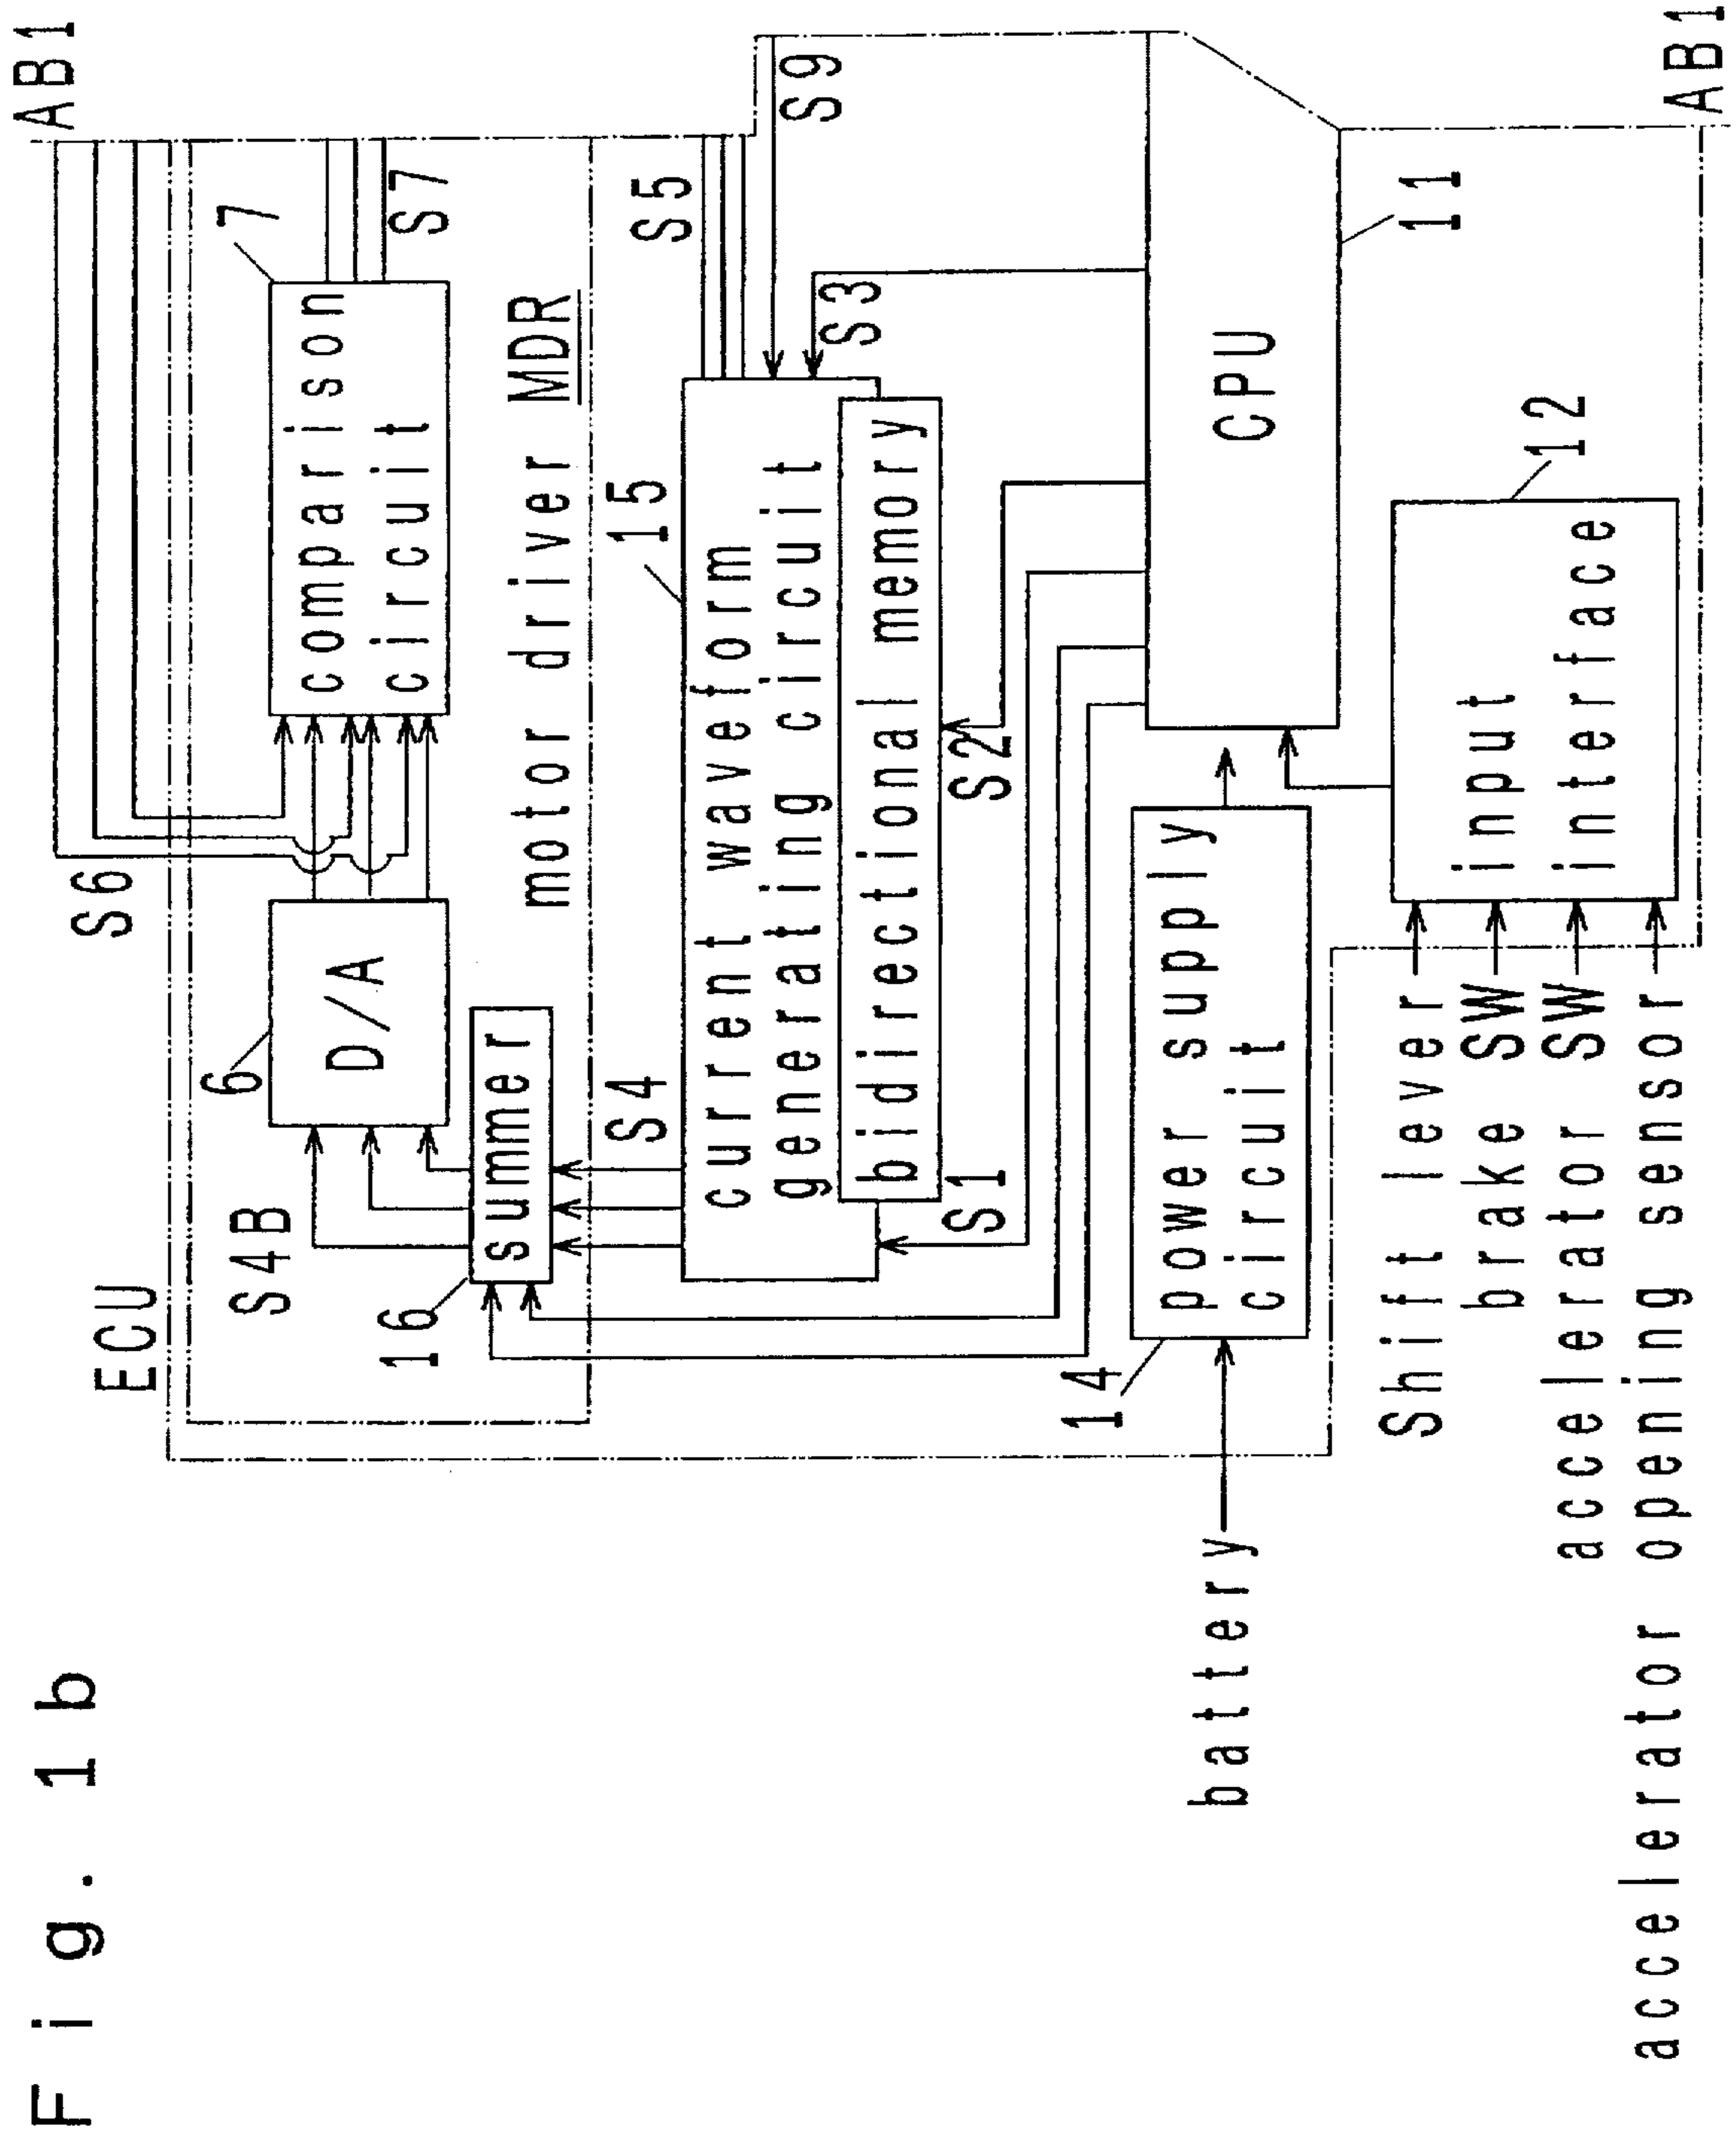 Fig. 1b
AB1
S6
ECU
S4B
6
D/A
7
comparison
circuit
S7
16
summer
motor driver MDR
S4
15
S5
current waveform
generating circuit
bidirectional memory
S9
S3
S1
S2
14
power supply
circuit
battery
CPU
11
12
input
interface
Shift lever
brake SW
accelerator SW
accelerator opening sensor
AB1